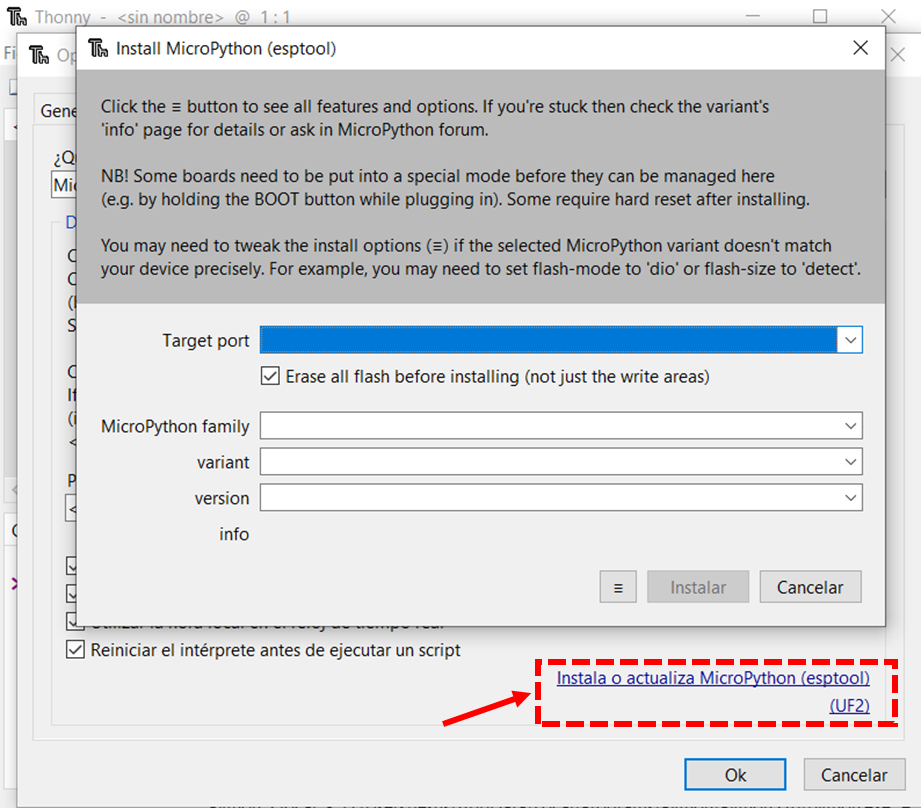 Thonny - <sin nombre> @ 1 : 1
Install MicroPython (esptool)
Click the ≡ button to see all features and options. If you're stuck then check the variant's
'info' page for details or ask in MicroPython forum.
NB! Some boards need to be put into a special mode before they can be managed here
(e.g. by holding the BOOT button while plugging in). Some require hard reset after installing.
You may need to tweak the install options (≡) if the selected MicroPython variant doesn't match
your device precisely. For example, you may need to set flash-mode to 'dio' or flash-size to 'detect'.
Target port
Erase all flash before installing (not just the write areas)
MicroPython family
variant
version
info
≡ Instalar Cancelar
Reiniciar el intérprete antes de ejecutar un script
Instala o actualiza MicroPython (esptool)
(UF2)
Ok Cancelar